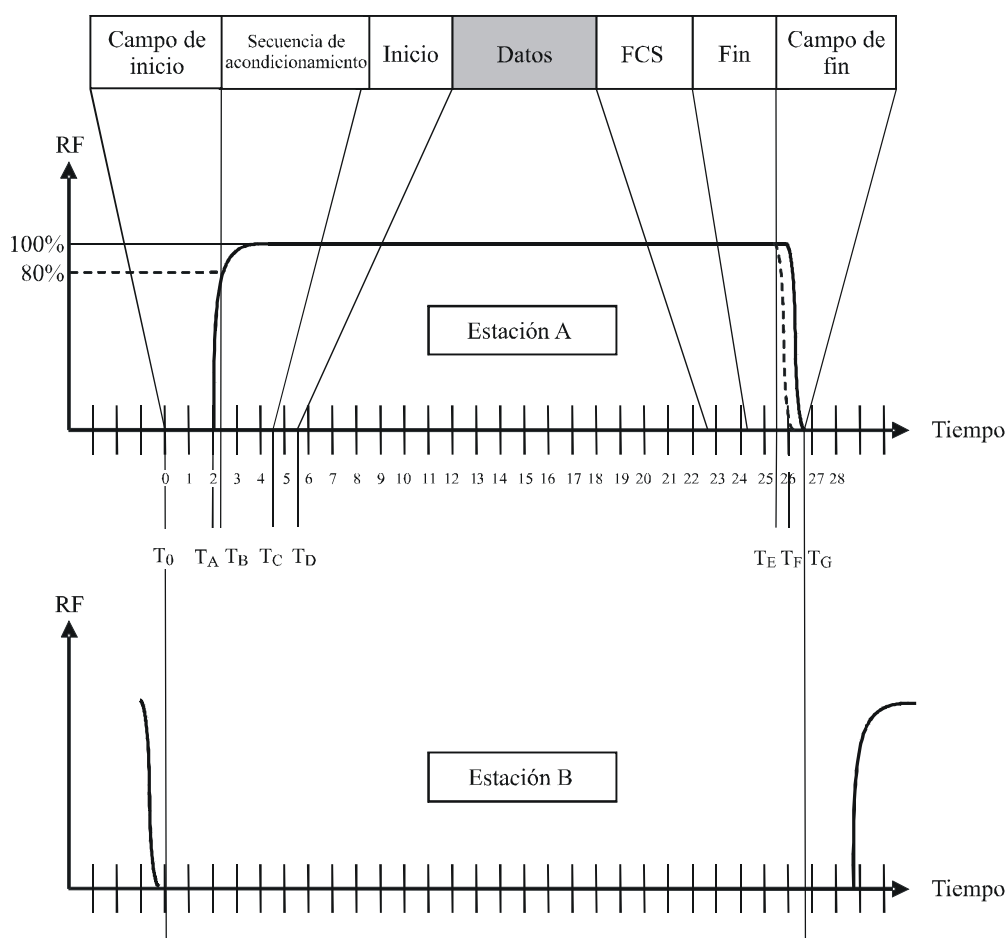 Campo de
inicio
Secuencia de
acondicionamiento
Inicio
Datos
FCS
Fin
Campo de
fin
RF
100%
80%
Estación A
Tiempo
0 1 2 3 4 5 6 7 8 9 10 11 12 13 14 15 16 17 18 19 20 21 22 23 24 25 26 27 28
T0 TA TB TC TD TE TF TG
RF
Estación B
Tiempo